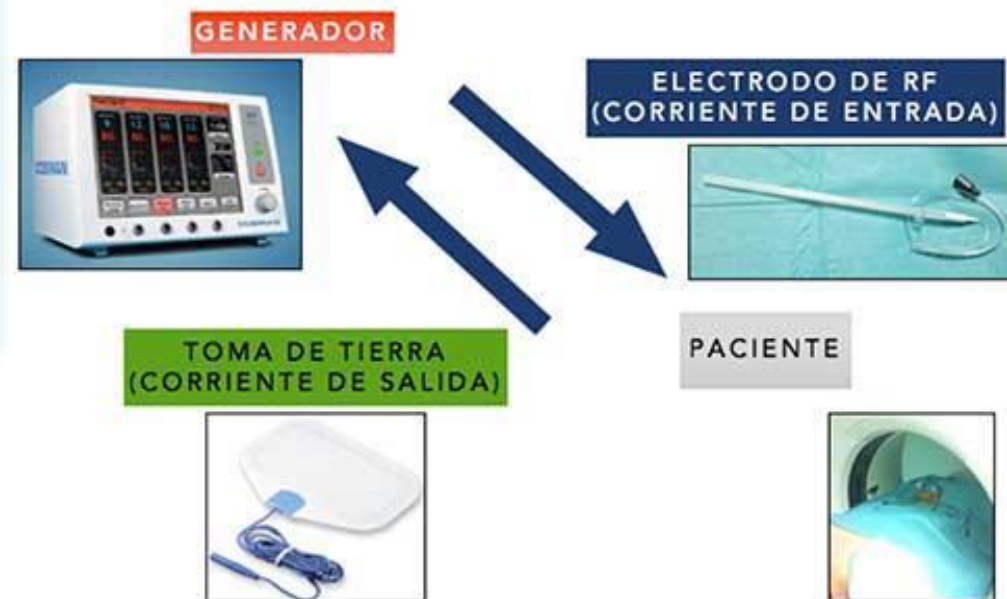 GENERADOR
ELECTRODO DE RF
(CORRIENTE DE ENTRADA)
TOMA DE TIERRA
(CORRIENTE DE SALIDA)
PACIENTE